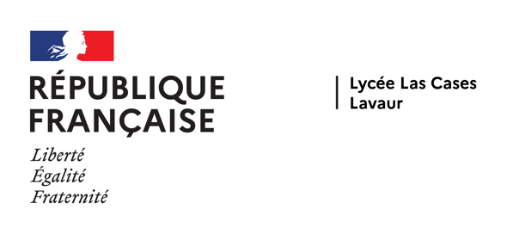 RÉPUBLIQUE
FRANÇAISE
Liberté
Égalité
Fraternité
Lycée Las Cases
Lavaur